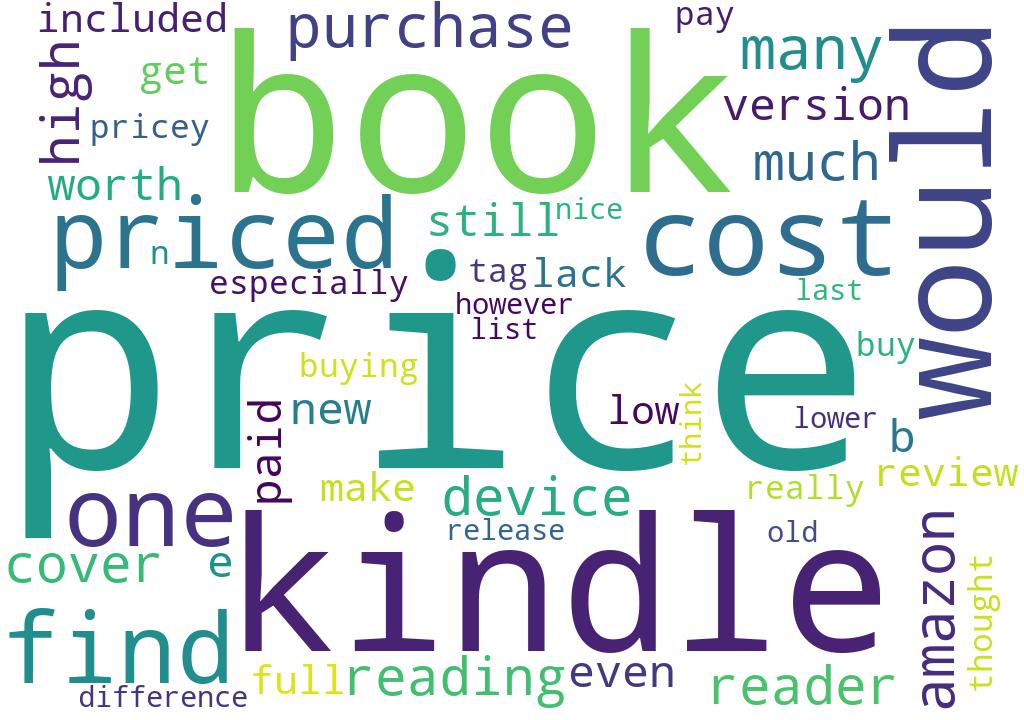 included
purchase
pay
high
get
book
many
would
pricey
version
worth
much
priced
n
still
nice
cost
especially
tag
lack
last
however
list
price
buying
buy
paid
new
low
think
lower
b
review
one
make
device
really
kindle
release
old
cover
e
amazon
thought
find
full
reading
even
reader
difference